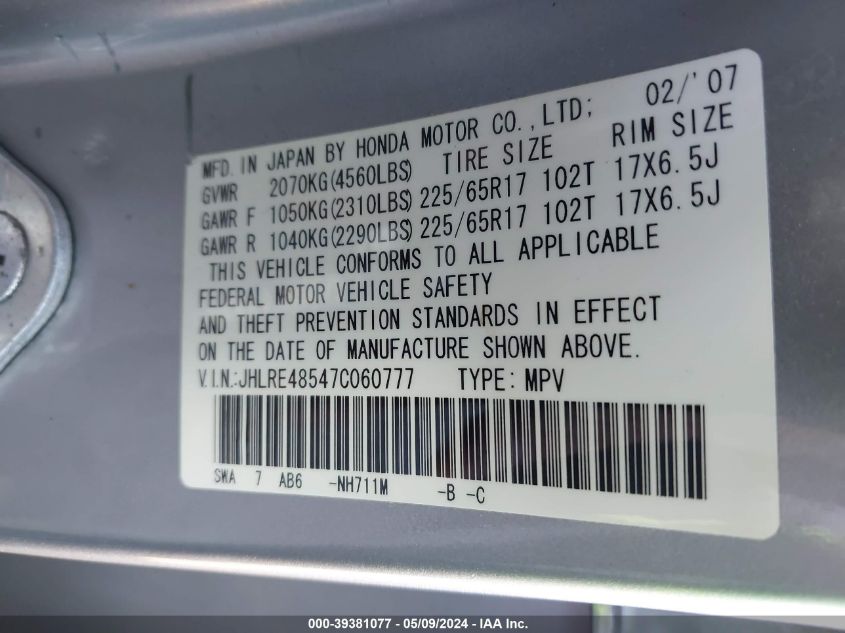 MFD. IN JAPAN BY HONDA MOTOR CO., LTD; 02/'07
GVWR 2070KG(4560LBS) TIRE SIZE RIM SIZE
GAWR F 1050KG(2310LBS) 225/65R17 102T 17X6.5J
GAWR R 1040KG(2290LBS) 225/65R17 102T 17X6.5J
THIS VEHICLE CONFORMS TO ALL APPLICABLE
FEDERAL MOTOR VEHICLE SAFETY
AND THEFT PREVENTION STANDARDS IN EFFECT
ON THE DATE OF MANUFACTURE SHOWN ABOVE.
V.I.N.:JHLRE48547C060777 TYPE: MPV
SWA 7 AB6 -NH711M -B -C
000-39381077 - 05/09/2024 - IAA Inc.